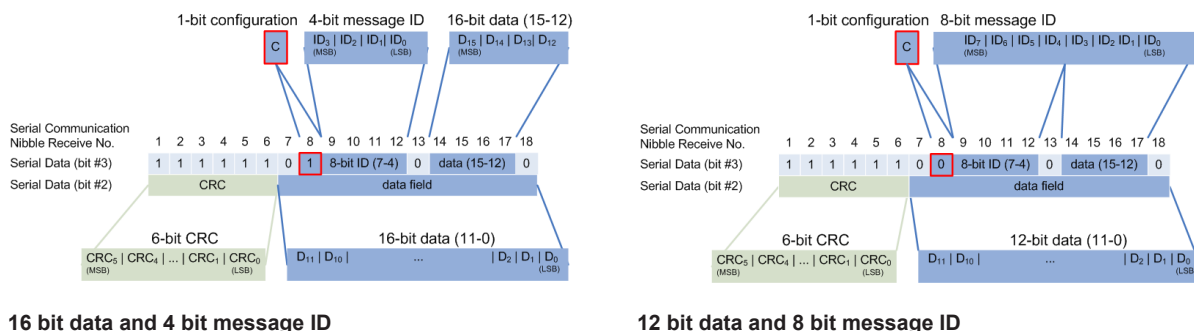 1-bit configuration 4-bit message ID 16-bit data (15-12)
C
ID3 | ID2 | ID1| ID0
(MSB) (LSB)
D15 | D14 | D13| D12
(MSB)
Serial Communication
Nibble Receive No. 1 2 3 4 5 6 7 8 9 10 11 12 13 14 15 16 17 18
Serial Data (bit #3) 1 1 1 1 1 1 0 1 8-bit ID (7-4) 0 data (15-12) 0
Serial Data (bit #2) CRC data field
6-bit CRC 16-bit data (11-0)
CRC5 | CRC4 | ... | CRC1 | CRC0
(MSB) (LSB)
D11 | D10 | ... | D2 | D1 | D0
(LSB)
16 bit data and 4 bit message ID
1-bit configuration 8-bit message ID
C
ID7 | ID6 | ID5 | ID4 | ID3 | ID2 ID1 | ID0
(MSB) (LSB)
Serial Communication
Nibble Receive No. 1 2 3 4 5 6 7 8 9 10 11 12 13 14 15 16 17 18
Serial Data (bit #3) 1 1 1 1 1 1 0 0 8-bit ID (7-4) 0 data (15-12) 0
Serial Data (bit #2) CRC data field
6-bit CRC 12-bit data (11-0)
CRC5 | CRC4 | ... | CRC1 | CRC0
(MSB) (LSB)
D11 | D10 | ... | D2 | D1 | D0
(LSB)
12 bit data and 8 bit message ID